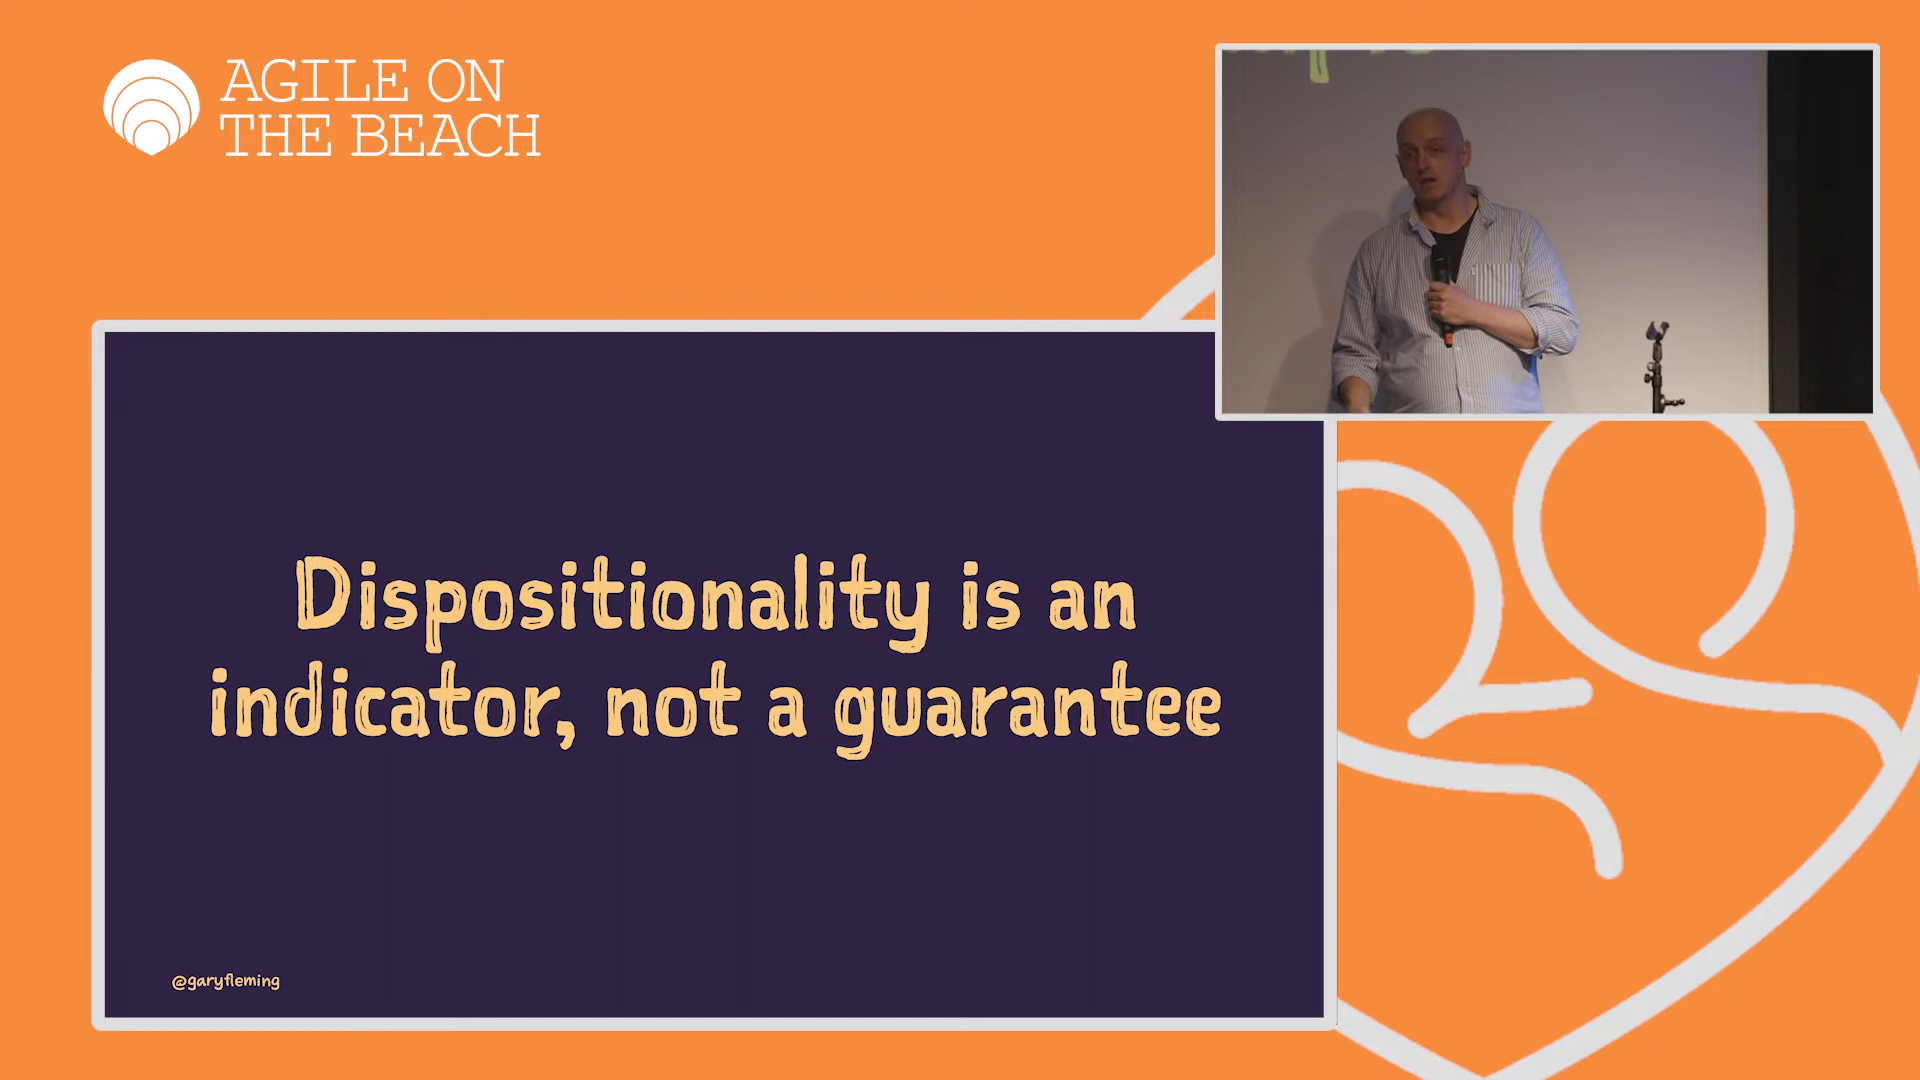 AGILE ON
THE BEACH
Dispositionality is an
indicator, not a guarantee
@garyfleming